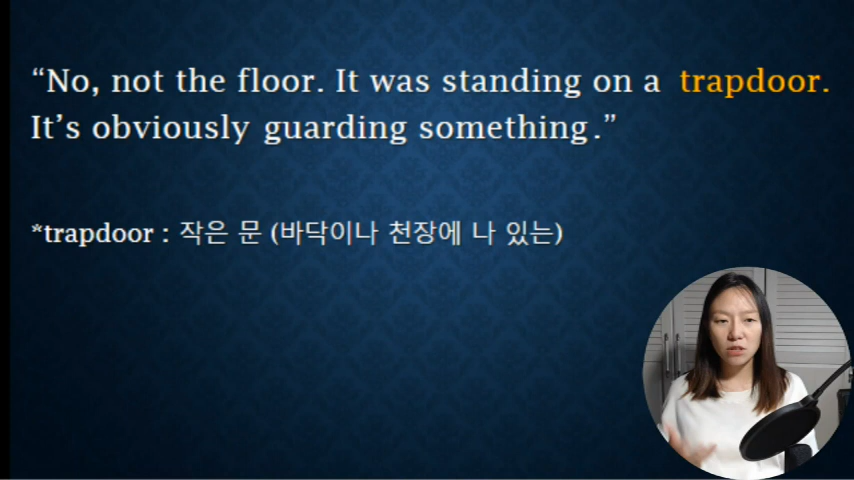 “No, not the floor. It was standing on a trapdoor.
It’s obviously guarding something.”
*trapdoor : 작은 문 (바닥이나 천장에 나 있는)